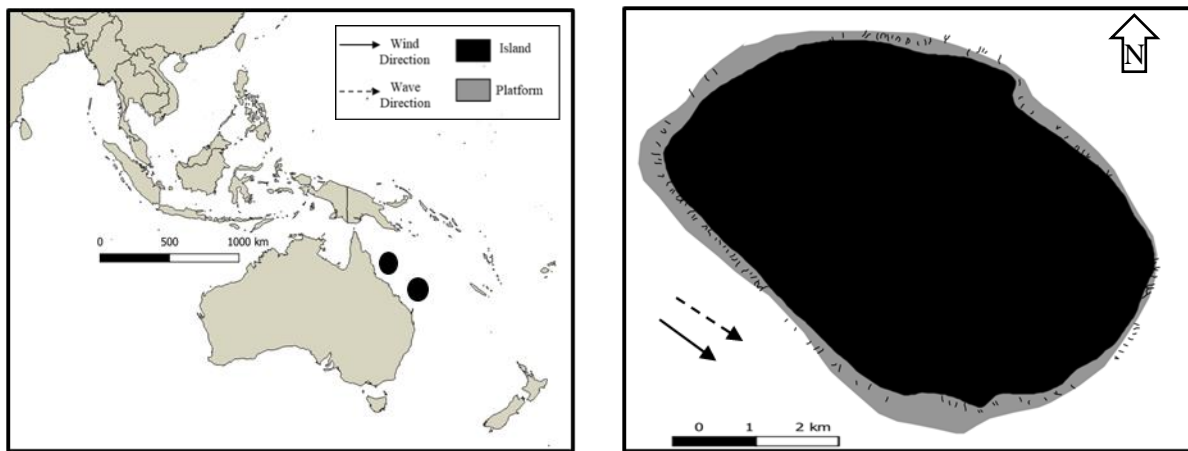 Wind
Direction
Island
Wave
Direction
Platform
0 500 1000 km
N
0 1 2 km